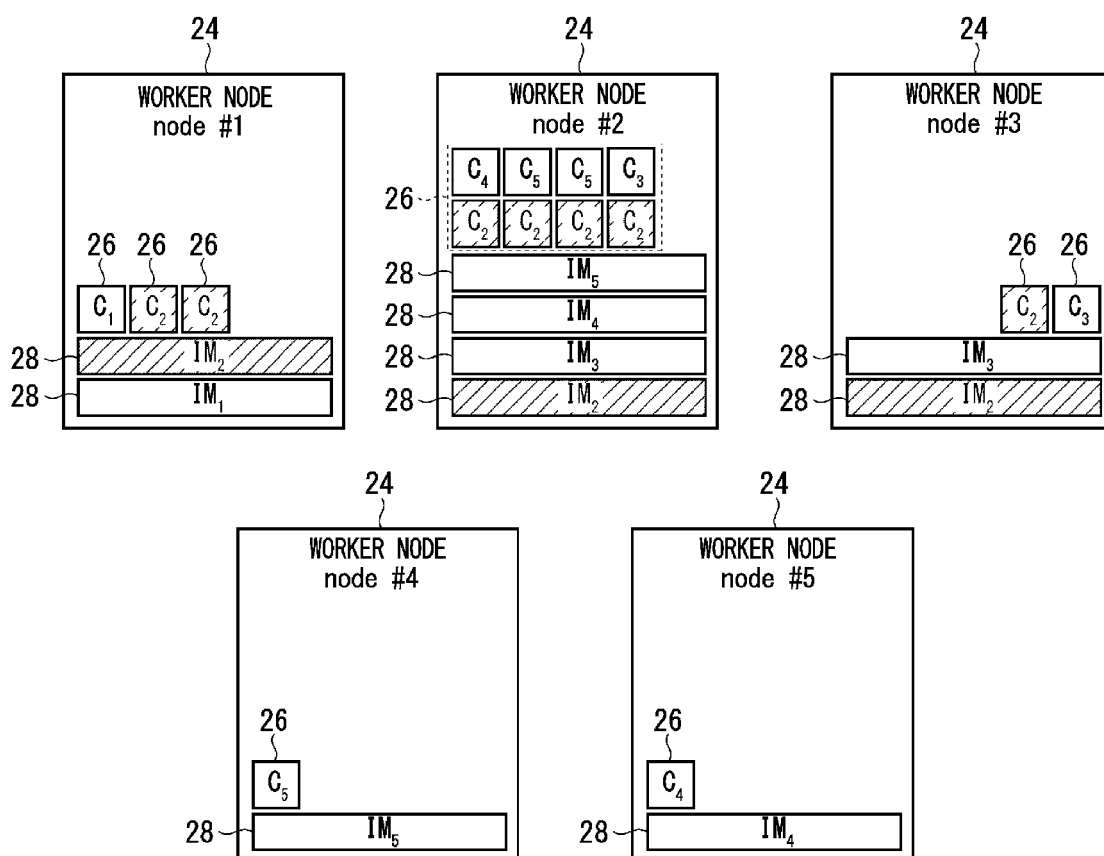 24 24 24
WORKER NODE WORKER NODE WORKER NODE
node #1 node #2 node #3
C₄ C₅ C₅ C₃
26
C₂ C₂ C₂ C₂
26 26 26 26 26
28 IM₅
C₁ C₂ C₂ C₂ C₃
28 IM₄
28 IM₂ 28 IM₃ 28 IM₃
28 IM₁ 28 IM₂ 28 IM₂
24 24
WORKER NODE WORKER NODE
node #4 node #5
26 26
C₅ C₄
28 IM₅ 28 IM₄